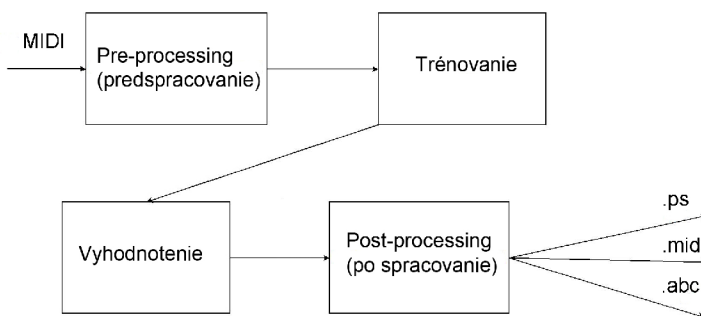 MIDI
Pre-processing
(predspracovanie)
Trénovanie
Vyhodnotenie
Post-processing
(po spracovanie)
.ps
.mid
.abc